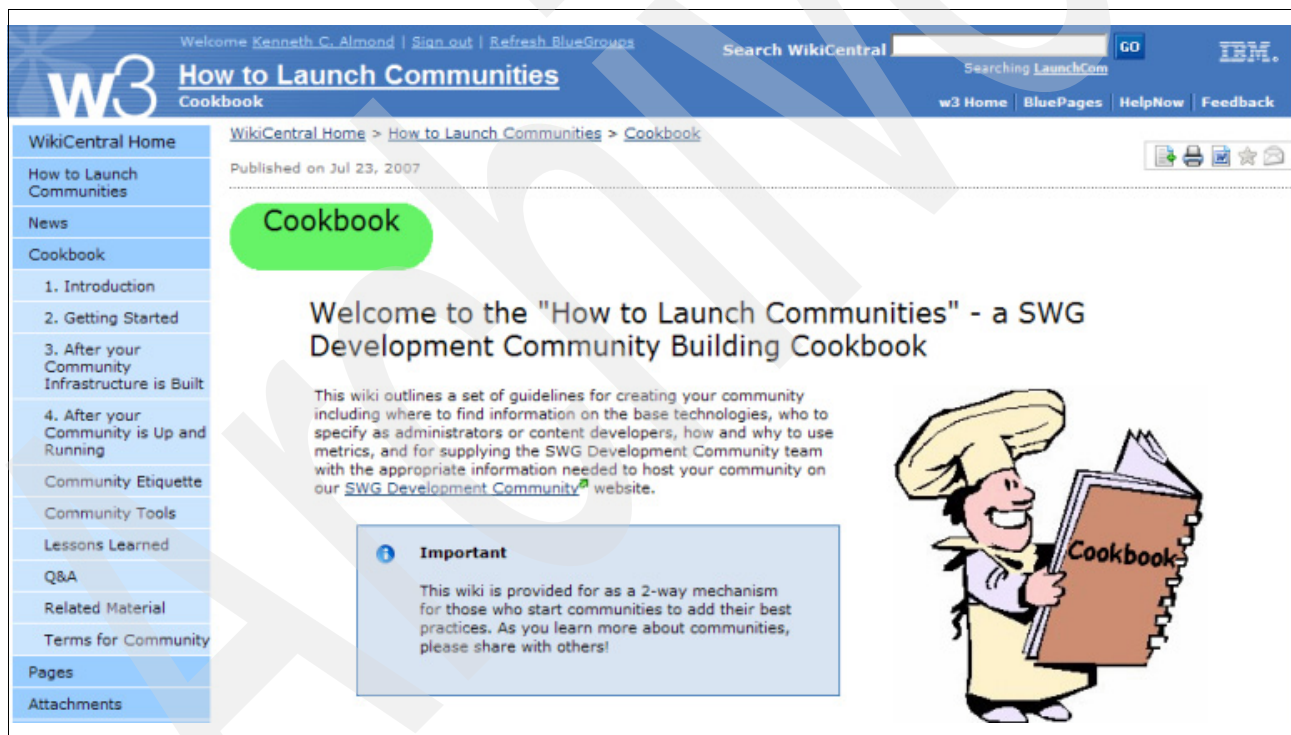 Welcome Kenneth C. Almond | Sign out | Refresh BlueGroups
Search WikiCentral
GO
IBM.
Searching LaunchCom
w3
How to Launch Communities
Cookbook
w3 Home | BluePages | HelpNow | Feedback
WikiCentral Home
How to Launch
Communities
News
Cookbook
1. Introduction
2. Getting Started
3. After your
Community
Infrastructure is Built
4. After your
Community is Up and
Running
Community Etiquette
Community Tools
Lessons Learned
Q&A
Related Material
Terms for Community
Pages
Attachments
WikiCentral Home > How to Launch Communities > Cookbook
Published on Jul 23, 2007
Cookbook
Welcome to the "How to Launch Communities" - a SWG
Development Community Building Cookbook
This wiki outlines a set of guidelines for creating your community
including where to find information on the base technologies, who to
specify as administrators or content developers, how and why to use
metrics, and for supplying the SWG Development Community team
with the appropriate information needed to host your community on
our SWG Development Community website.
Important
This wiki is provided for as a 2-way mechanism
for those who start communities to add their best
practices. As you learn more about communities,
please share with others!
Cookbook